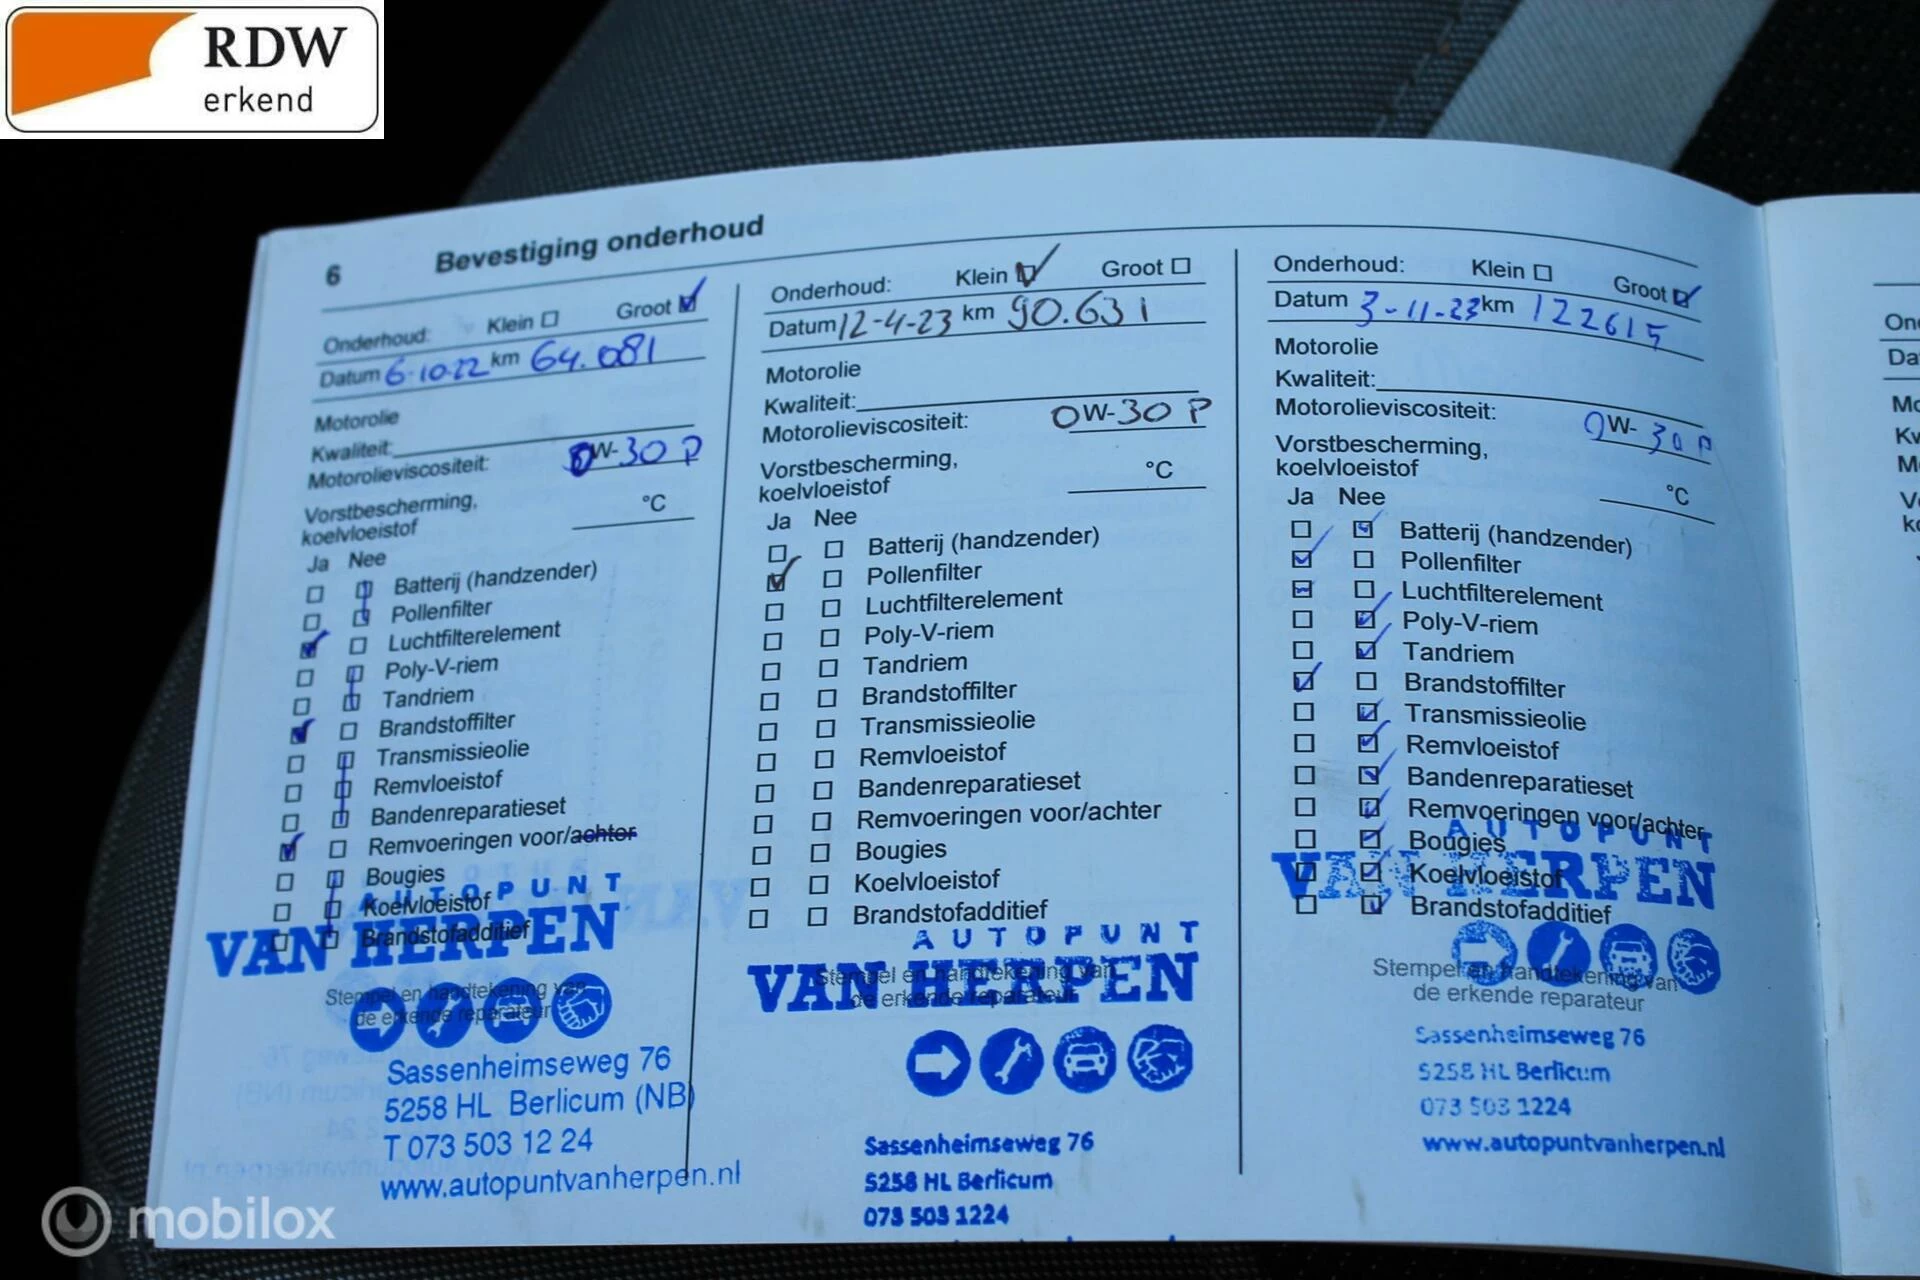 RDW
erkend
6 Bevestiging onderhoud
Onderhoud: Klein Groot
Datum 6-10-22 km 64.081
Motorolie
Kwaliteit:
Motorolieviscositeit: 0W-30 P
Vorstbescherming,
koelvloeistof °C
Ja Nee
Batterij (handzender)
Pollenfilter
Luchtfilterelement
Poly-V-riem
Tandriem
Brandstoffilter
Transmissieolie
Remvloeistof
Bandenreparatieset
Remvoeringen voor/achter
Bougies
Koelvloeistof
Brandstofadditief
AUTOPUNT
VAN HERPEN
Stempel en handtekening van
de erkende reparateur
Sassenheimseweg 76
5258 HL Berlicum (NB)
T 073 503 12 24
www.autopuntvanherpen.nl
Onderhoud: Klein Groot
Datum 12-4-23 km 90.631
Motorolie
Kwaliteit:
Motorolieviscositeit: 0W-30 P
Vorstbescherming,
koelvloeistof °C
Ja Nee
Batterij (handzender)
Pollenfilter
Luchtfilterelement
Poly-V-riem
Tandriem
Brandstoffilter
Transmissieolie
Remvloeistof
Bandenreparatieset
Remvoeringen voor/achter
Bougies
Koelvloeistof
Brandstofadditief
AUTOPUNT
VAN HERPEN
Stempel en handtekening van
de erkende reparateur
Sassenheimseweg 76
5258 HL Berlicum
073 503 1224
Onderhoud: Klein Groot
Datum 3-11-23 km 122615
Motorolie
Kwaliteit:
Motorolieviscositeit: 0W-30 P
Vorstbescherming,
koelvloeistof °C
Ja Nee
Batterij (handzender)
Pollenfilter
Luchtfilterelement
Poly-V-riem
Tandriem
Brandstoffilter
Transmissieolie
Remvloeistof
Bandenreparatieset
Remvoeringen voor/achter
Bougies
Koelvloeistof
Brandstofadditief
AUTOPUNT
VAN HERPEN
Stempel en handtekening van
de erkende reparateur
Sassenheimseweg 76
5258 HL Berlicum
073 503 1224
www.autopuntvanherpen.nl
mobilox